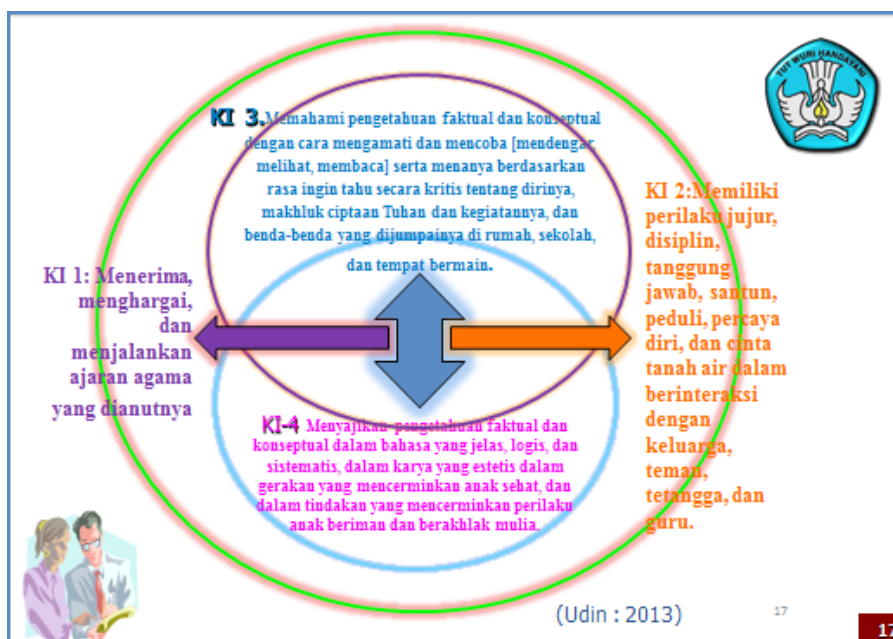 TUT WURI HANDAYANI
KI 3.Memahami pengetahuan faktual dan konseptual
dengan cara mengamati dan mencoba [mendengar,
melihat, membaca] serta menanya berdasarkan
rasa ingin tahu secara kritis tentang dirinya,
makhluk ciptaan Tuhan dan kegiatannya, dan
benda-benda yang dijumpainya di rumah, sekolah,
dan tempat bermain.
KI 1: Menerima,
menghargai,
dan
menjalankan
ajaran agama
yang dianutnya
KI 2:Memiliki
perilaku jujur,
disiplin,
tanggung
jawab, santun,
peduli, percaya
diri, dan cinta
tanah air dalam
berinteraksi
dengan
keluarga,
teman,
tetangga, dan
guru.
KI-4 Menyajikan pengetahuan faktual dan
konseptual dalam bahasa yang jelas, logis, dan
sistematis, dalam karya yang estetis dalam
gerakan yang mencerminkan anak sehat, dan
dalam tindakan yang mencerminkan perilaku
anak beriman dan berakhlak mulia.
(Udin : 2013)
17
17